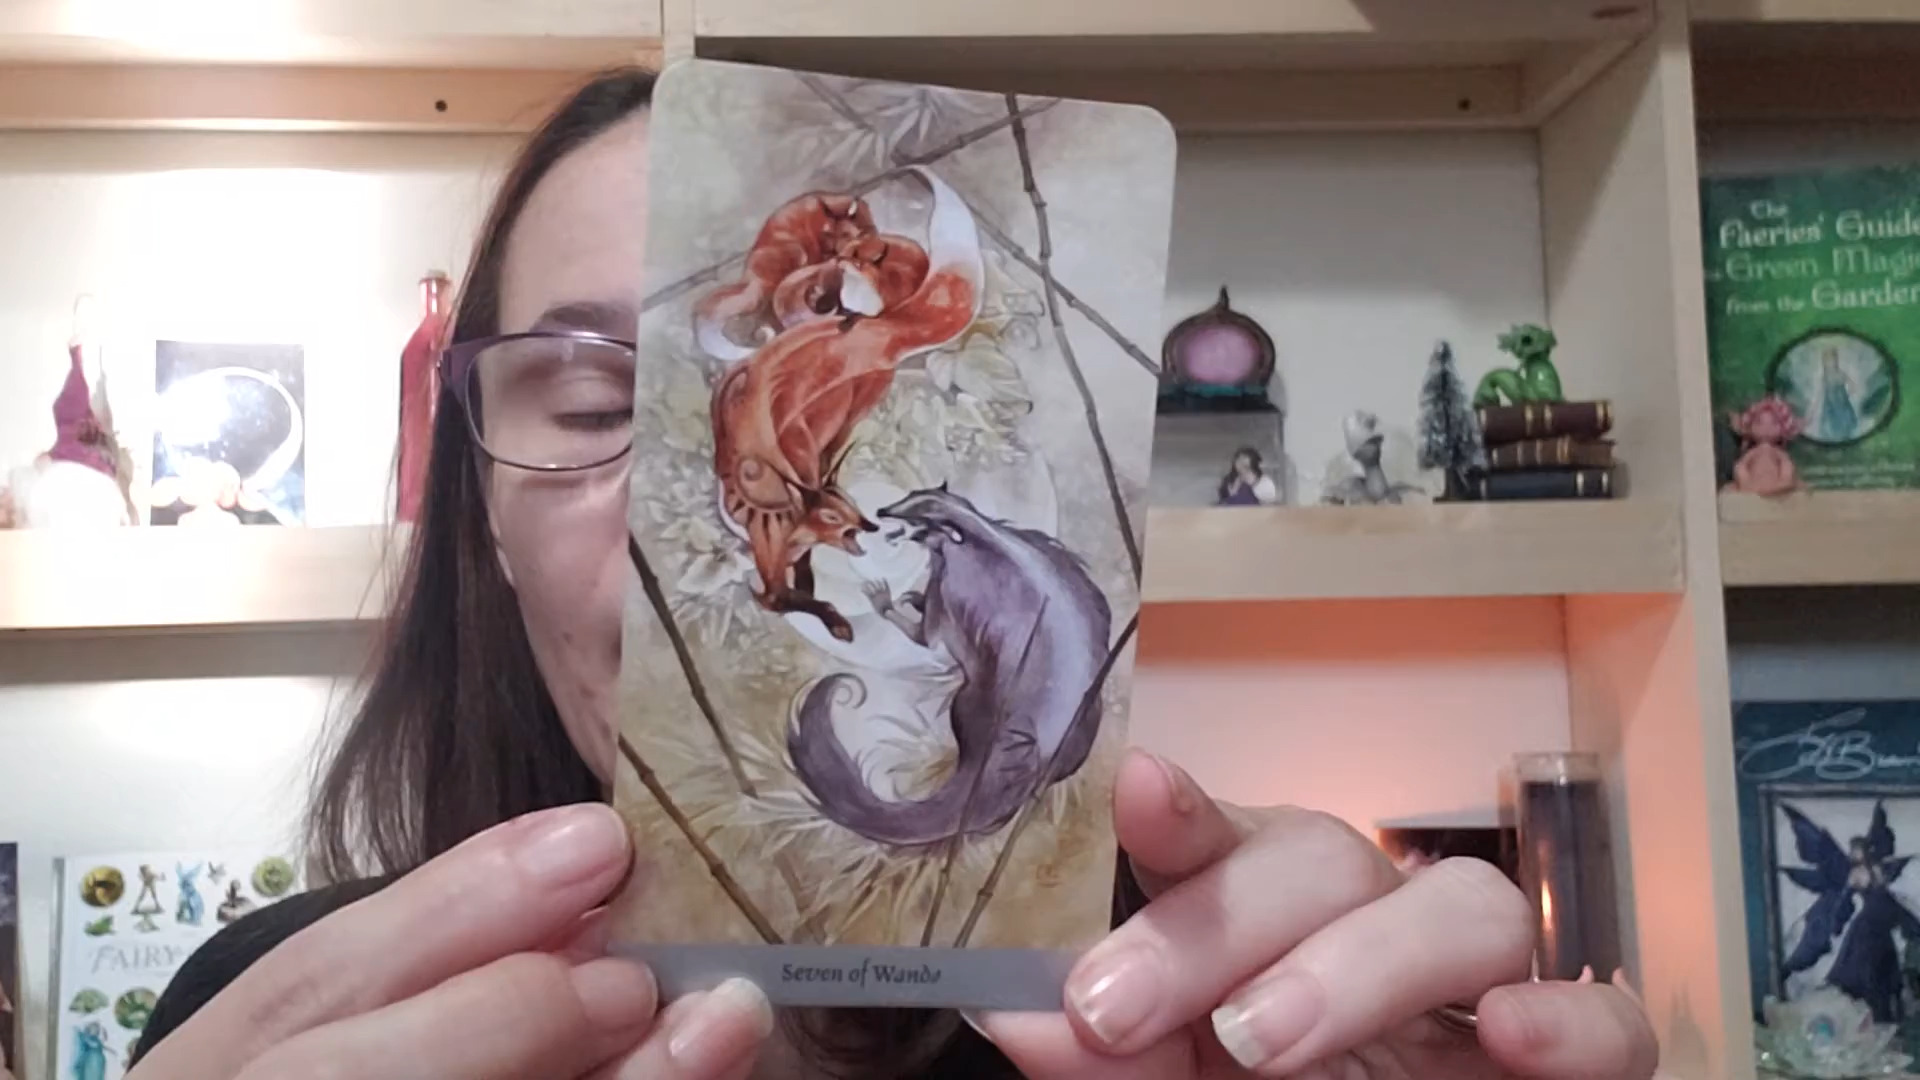 The
Faeries' Guide
Green Magic
from the Garden
FAIRY
Seven of Wands